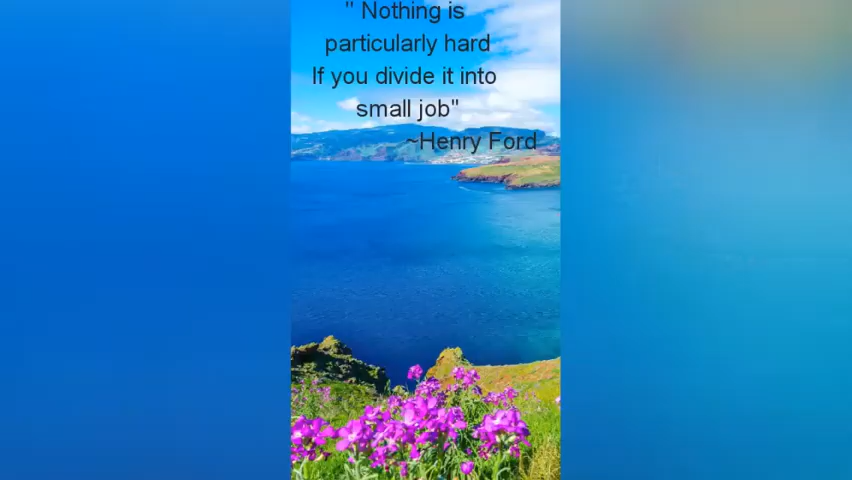 " Nothing is
particularly hard
If you divide it into
small job"
~Henry Ford